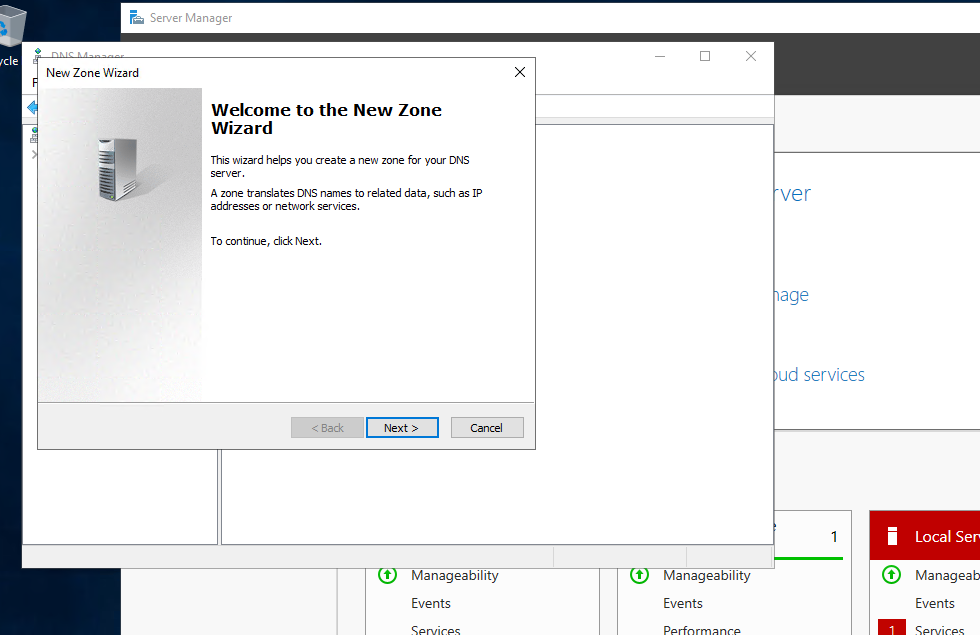 Server Manager
cycle
DNS Manager
New Zone Wizard
F
Welcome to the New Zone
Wizard
This wizard helps you create a new zone for your DNS
server.
A zone translates DNS names to related data, such as IP
addresses or network services.
To continue, click Next.
< Back
Next >
Cancel
rver
nage
oud services
1
Local Ser
Manageability
Manageability
Manageab
Events
Events
Events
Services
Performance
1
Services